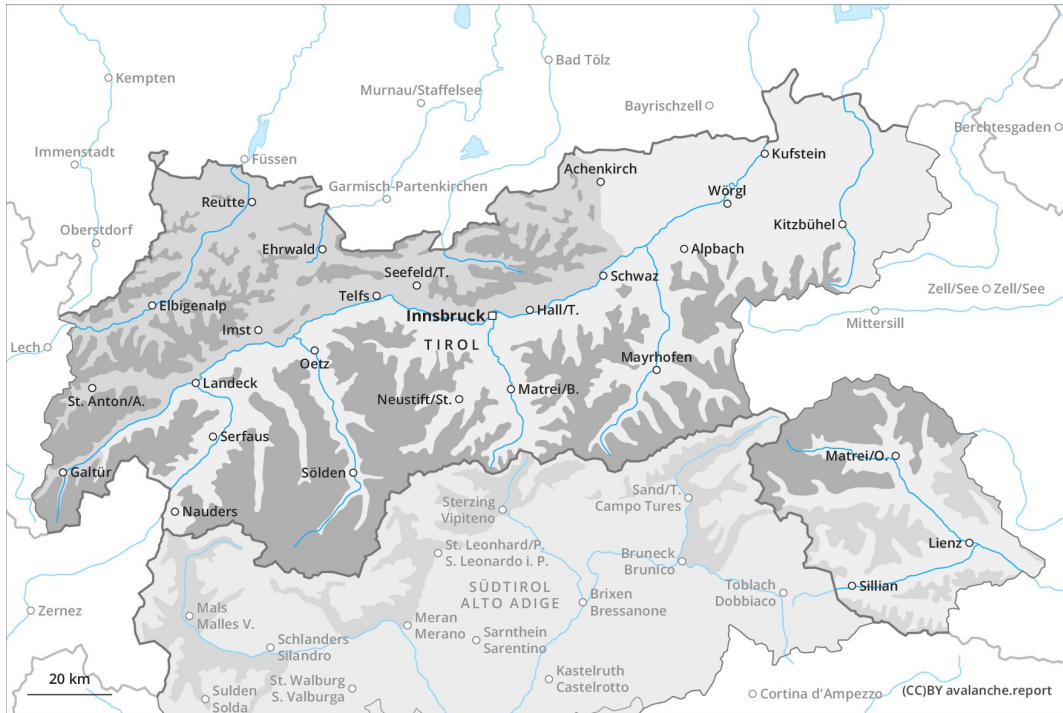 Kempten
Bad Tölz
Murnau/Staffelsee
Bayrischzell
Berchtesgaden
Immenstadt
Füssen
Kufstein
Garmisch-Partenkirchen
Achenkirch
Reutte
Wörgl
Oberstdorf
Kitzbühel
Ehrwald
Alpbach
Seefeld/T.
Schwaz
Telfs
Zell/See
Zell/See
Elbigenalp
Innsbruck
Hall/T.
Mittersill
Imst
TIROL
Lech
Oetz
Mayrhofen
Landeck
St. Anton/A.
Neustift/St.
Matrei/B.
Serfaus
Matrei/O.
Galtür
Sölden
Sterzing
Vipiteno
Sand/T.
Campo Tures
Nauders
Lienz
St. Leonhard/P.
S. Leonardo i. P.
Bruneck
Brunico
SÜDTIROL
ALTO ADIGE
Sillian
Toblach
Dobbiaco
Brixen
Bressanone
Zernez
Mals
Malles V.
Meran
Merano
Sarnthein
Sarentino
Schlanders
Silandro
20 km
St. Walburg
S. Valburga
Kastelruth
Castelrotto
Sulden
Solda
Cortina d'Ampezzo
(CC)BY avalanche.report